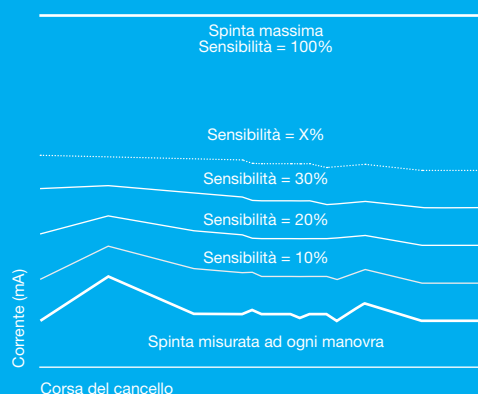 Spinta massima
Sensibilità = 100%
Sensibilità = X%
Sensibilità = 30%
Sensibilità = 20%
Sensibilità = 10%
Spinta misurata ad ogni manovra
Corrente (mA)
Corsa del cancello